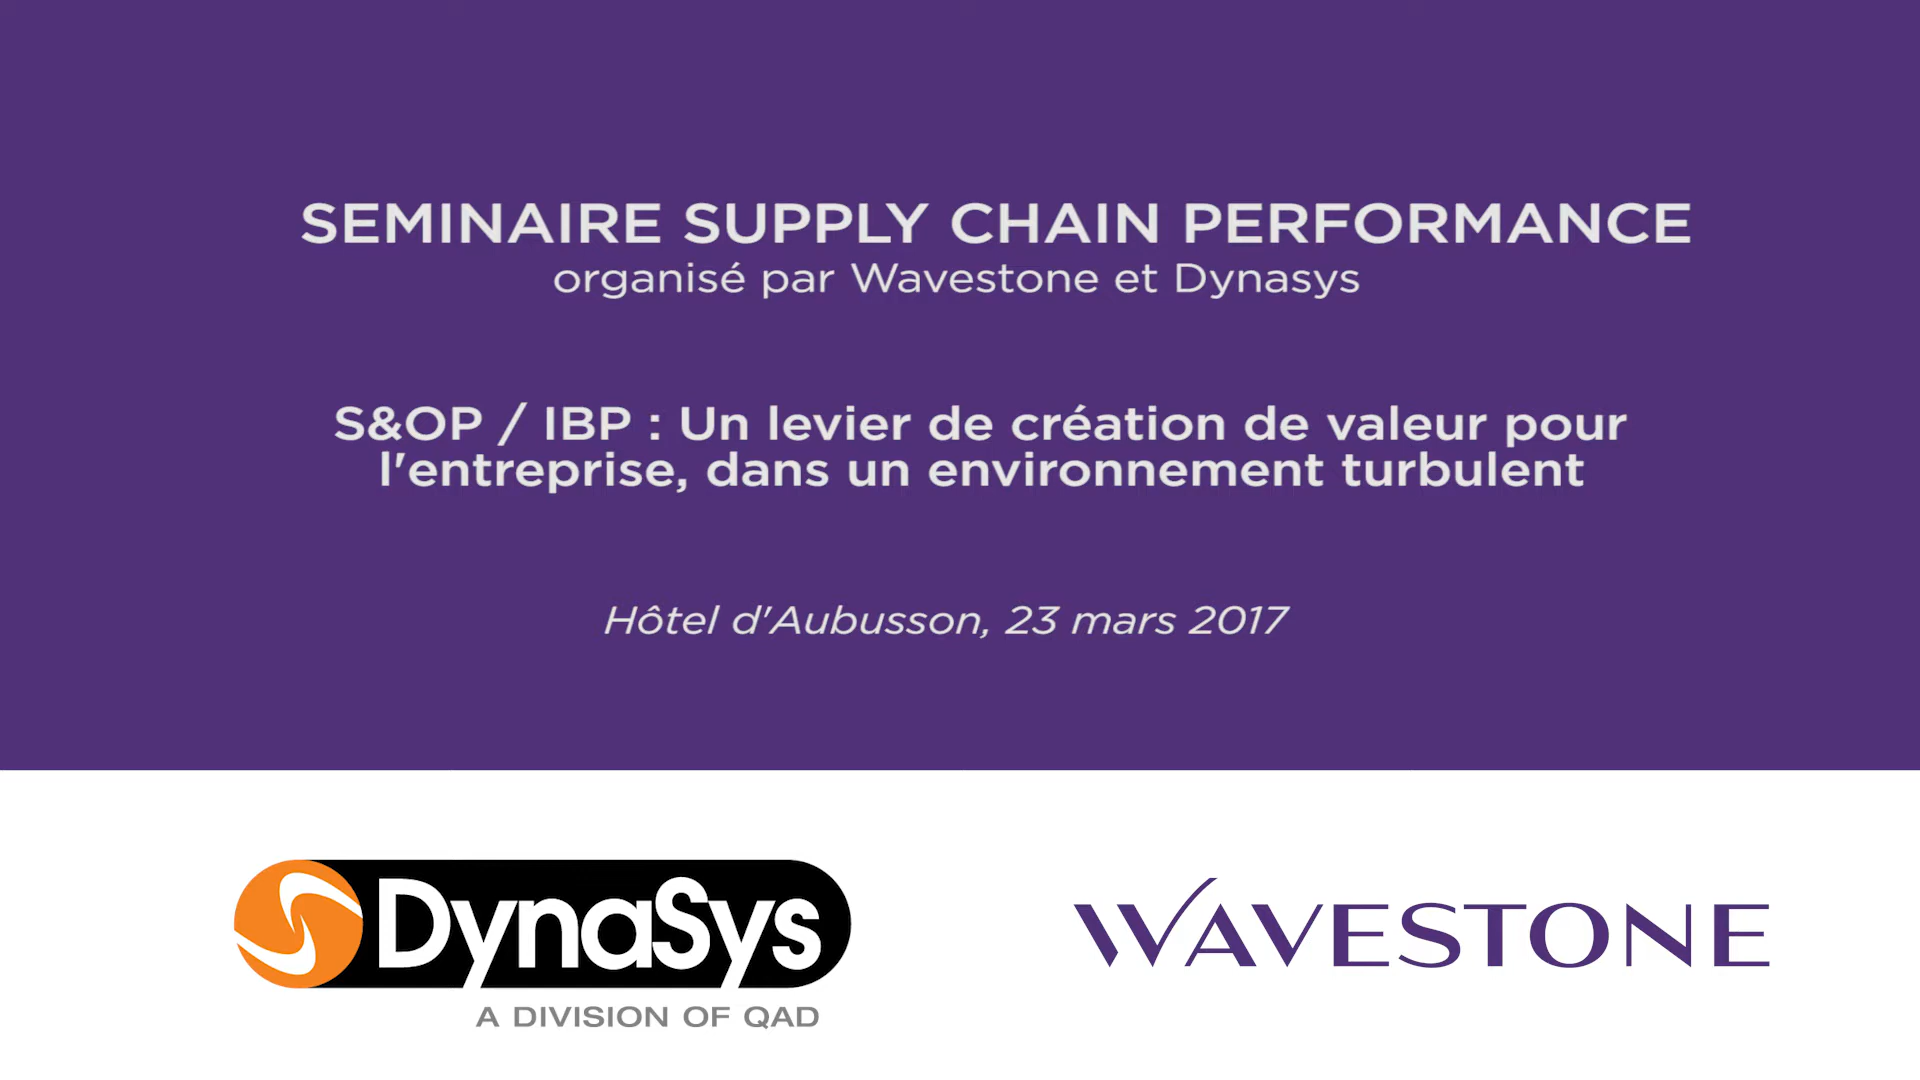 SEMINAIRE SUPPLY CHAIN PERFORMANCE
organisé par Wavestone et Dynasys
S&OP / IBP : Un levier de création de valeur pour
l'entreprise, dans un environnement turbulent
Hôtel d'Aubusson, 23 mars 2017
DynaSys
A DIVISION OF QAD
WAVESTONE